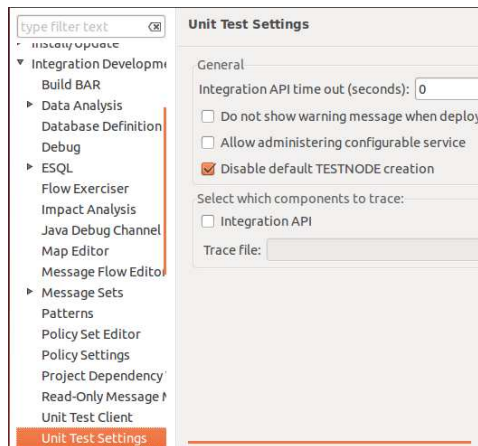 type filter text
Install/Update
Integration Developme
Build BAR
Data Analysis
Database Definition
Debug
ESQL
Flow Exerciser
Impact Analysis
Java Debug Channel
Map Editor
Message Flow Editor
Message Sets
Patterns
Policy Set Editor
Policy Settings
Project Dependency
Read-Only Message
Unit Test Client
Unit Test Settings
Unit Test Settings
General
Integration API time out (seconds): 0
Do not show warning message when deploy
Allow administering configurable service
Disable default TESTNODE creation
Select which components to trace:
Integration API
Trace file: